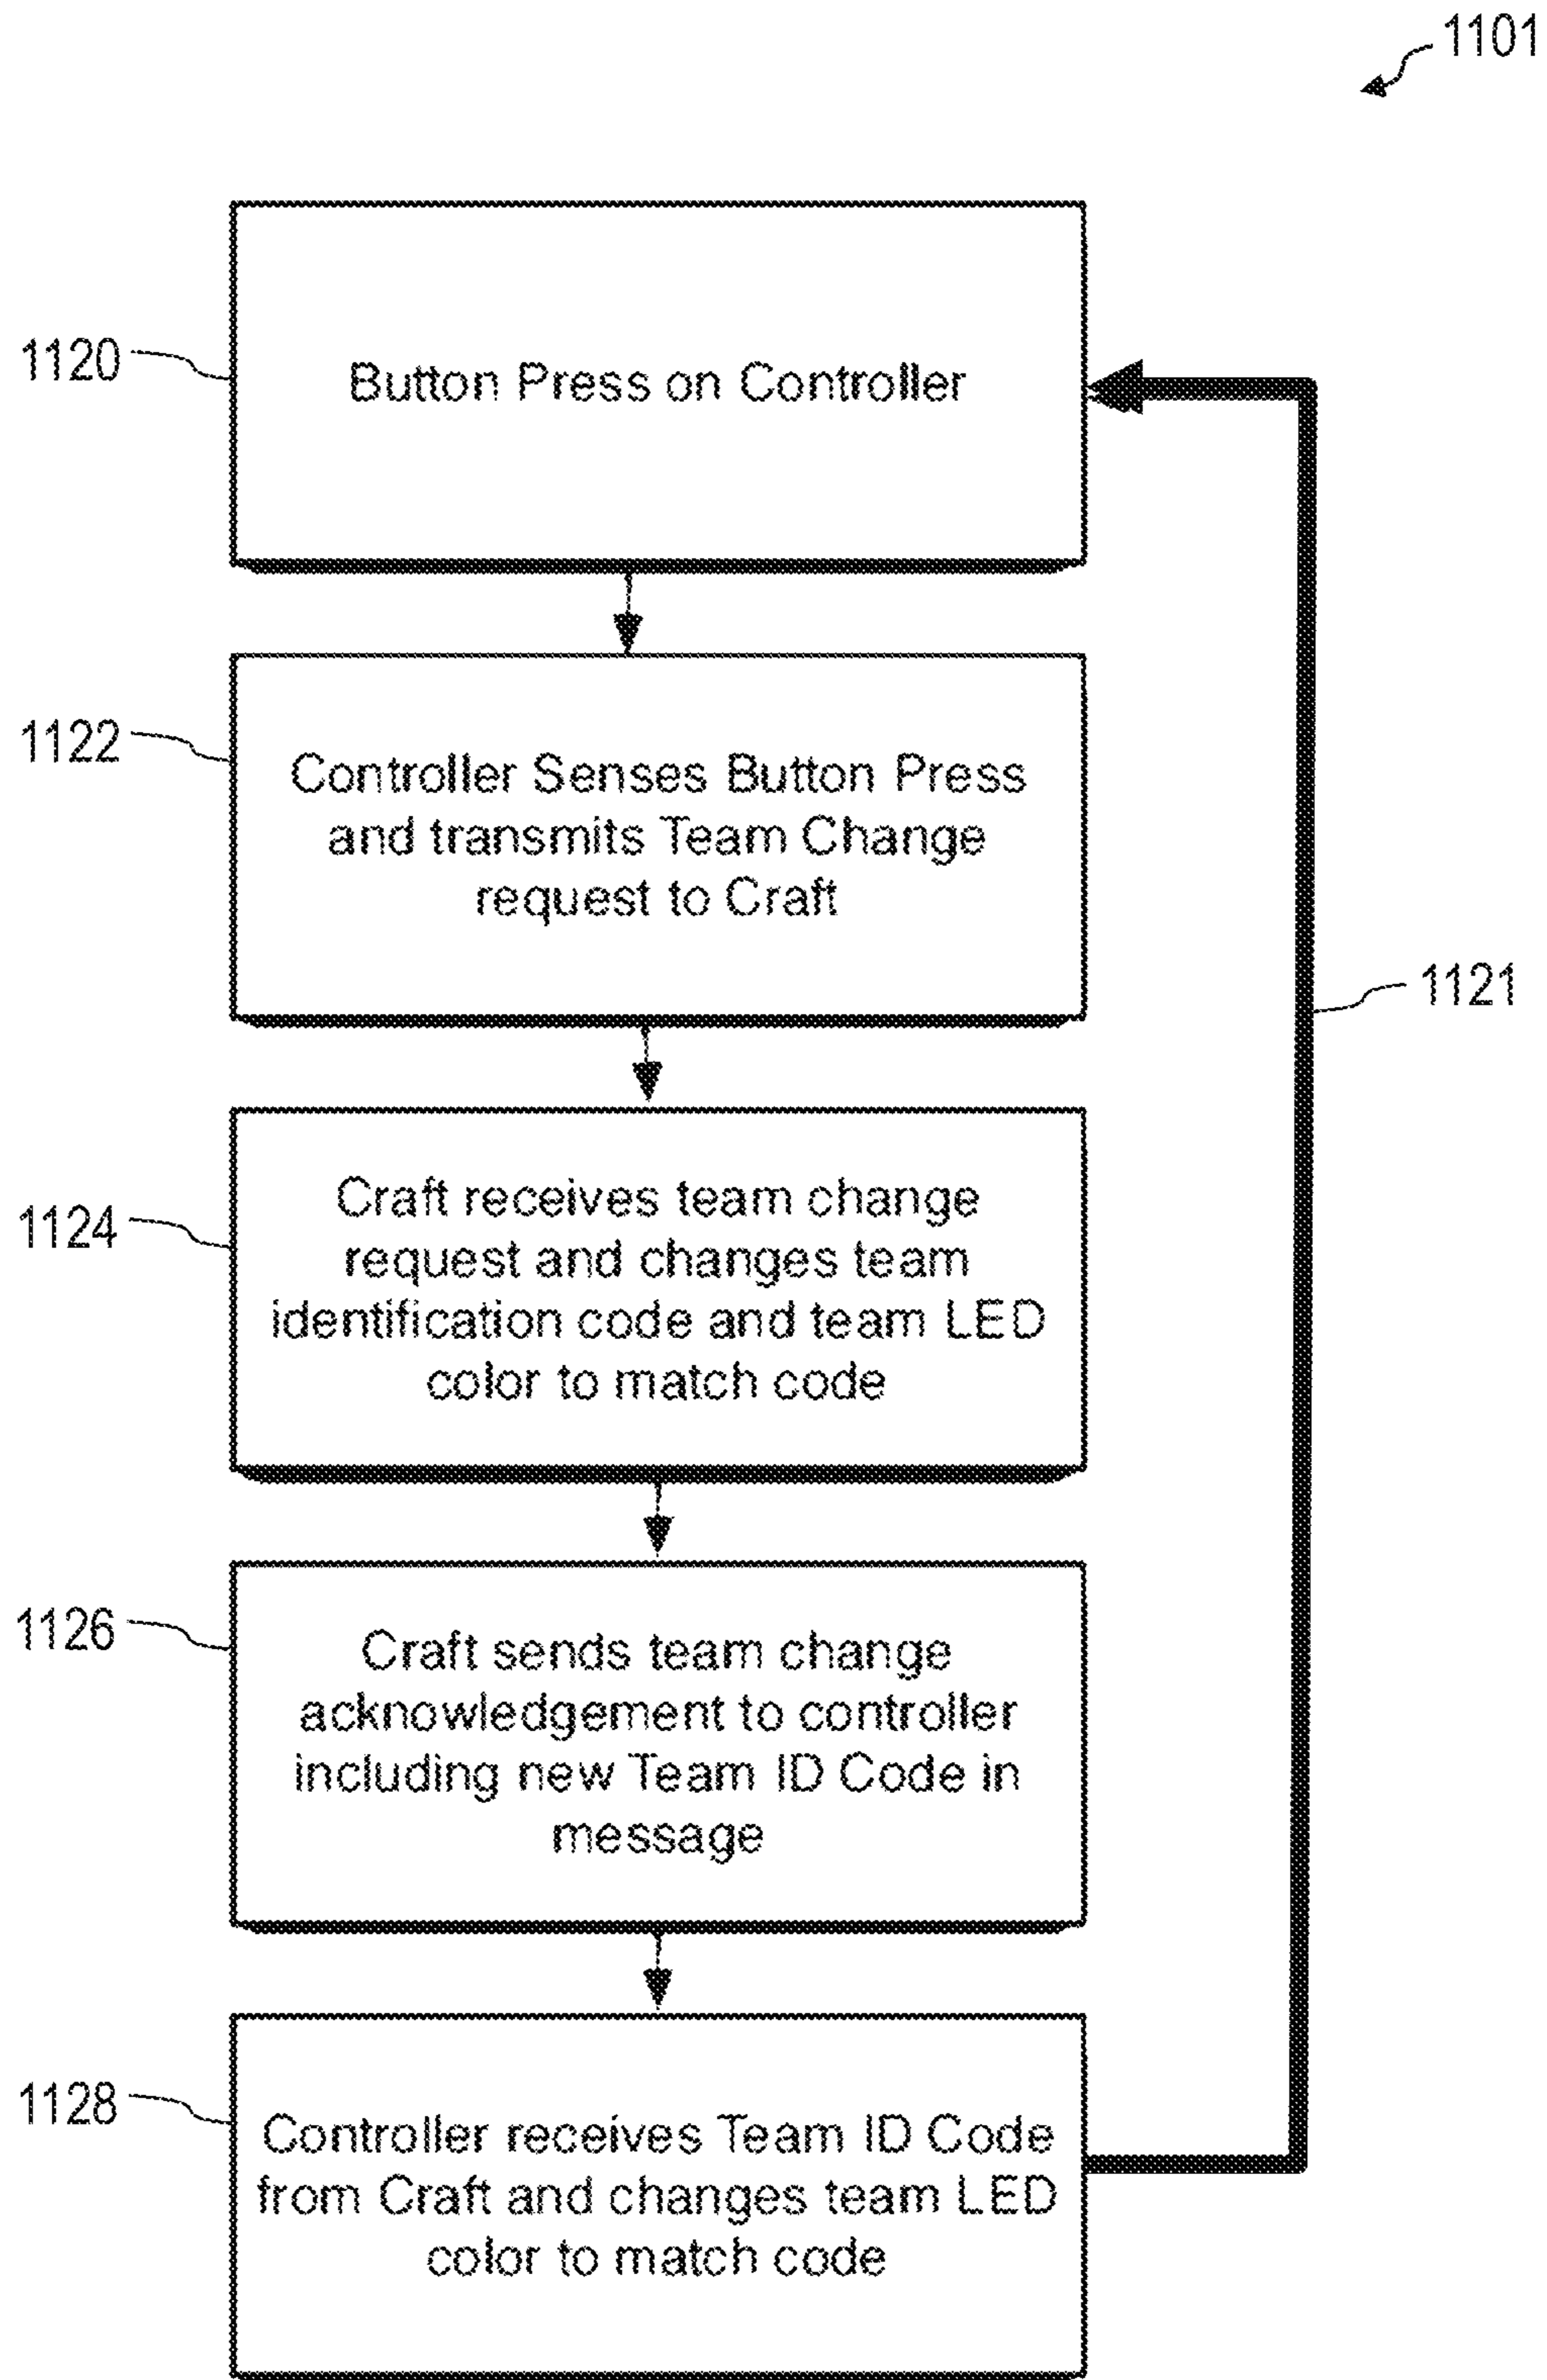 1101
1120
Button Press on Controller
1122
Controller Senses Button Press
and transmits Team Change
request to Craft
1121
1124
Craft receives team change
request and changes team
identification code and team LED
color to match code
1126
Craft sends team change
acknowledgement to controller
including new Team ID Code in
message
1128
Controller receives Team ID Code
from Craft and changes team LED
color to match code